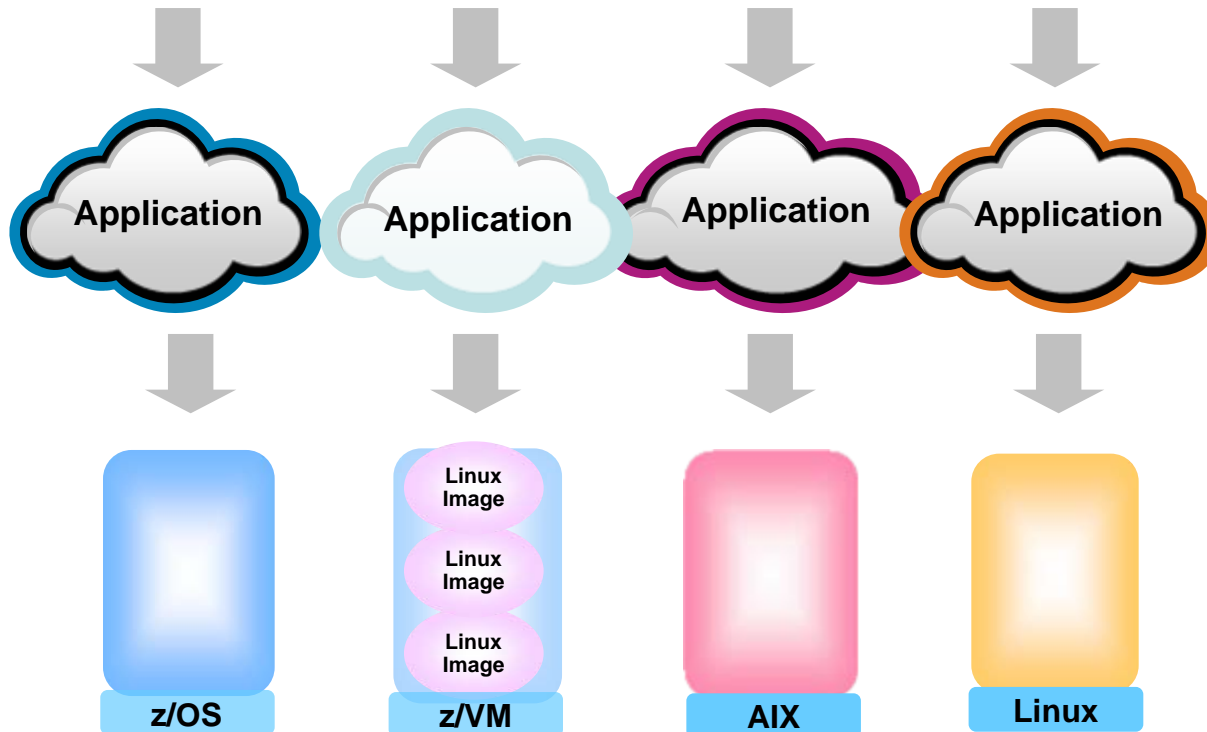 Application
Application
Application
Application
Linux
Image
Linux
Image
Linux
Image
z/OS
z/VM
AIX
Linux